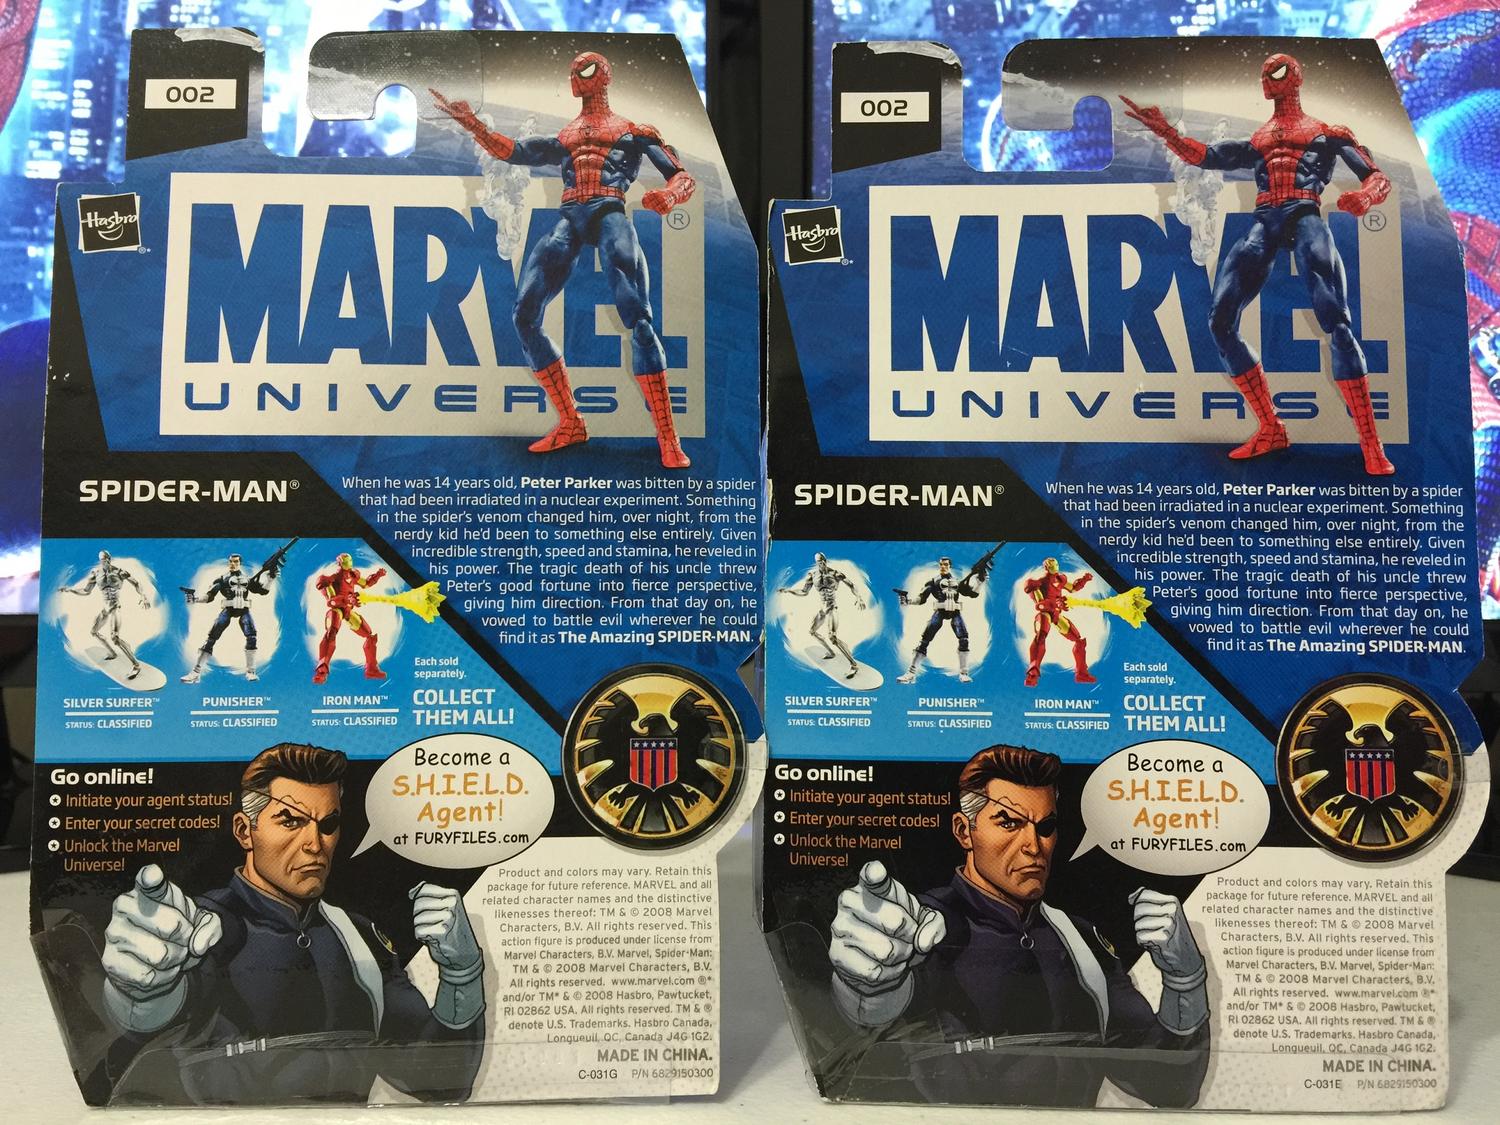 002
Hasbro
®*
MARVEL®
UNIVERSE
SPIDER-MAN®
When he was 14 years old, Peter Parker was bitten by a spider
that had been irradiated in a nuclear experiment. Something
in the spider's venom changed him, over night, from the
nerdy kid he'd been to something else entirely. Given
incredible strength, speed and stamina, he reveled in
his power. The tragic death of his uncle threw
Peter's good fortune into fierce perspective,
giving him direction. From that day on, he
vowed to battle evil wherever he could
find it as The Amazing SPIDER-MAN.
SILVER SURFER™
STATUS: CLASSIFIED
PUNISHER™
STATUS: CLASSIFIED
IRON MAN™
STATUS: CLASSIFIED
Each sold
separately.
COLLECT
THEM ALL!
Go online!
Initiate your agent status!
Enter your secret codes!
Unlock the Marvel
Universe!
Become a
S.H.I.E.L.D.
Agent!
at FURYFILES.com
Product and colors may vary. Retain this
package for future reference. MARVEL and all
related character names and the distinctive
likenesses thereof: TM & © 2008 Marvel
Characters, B.V. All rights reserved. This
action figure is produced under license from
Marvel Characters, B.V. Marvel, Spider-Man:
TM & © 2008 Marvel Characters, B.V.
All rights reserved. www.marvel.com ®*
and/or TM* & © 2008 Hasbro, Pawtucket,
RI 02862 USA. All rights reserved. TM & ®
denote U.S. Trademarks. Hasbro Canada,
Longueuil, QC, Canada J4G 1G2.
MADE IN CHINA.
C-031G P/N 6829150300
002
Hasbro
®*
MARVEL®
UNIVERSE
SPIDER-MAN®
When he was 14 years old, Peter Parker was bitten by a spider
that had been irradiated in a nuclear experiment. Something
in the spider's venom changed him, over night, from the
nerdy kid he'd been to something else entirely. Given
incredible strength, speed and stamina, he reveled in
his power. The tragic death of his uncle threw
Peter's good fortune into fierce perspective,
giving him direction. From that day on, he
vowed to battle evil wherever he could
find it as The Amazing SPIDER-MAN.
SILVER SURFER™
STATUS: CLASSIFIED
PUNISHER™
STATUS: CLASSIFIED
IRON MAN™
STATUS: CLASSIFIED
Each sold
separately.
COLLECT
THEM ALL!
Go online!
Initiate your agent status!
Enter your secret codes!
Unlock the Marvel
Universe!
Become a
S.H.I.E.L.D.
Agent!
at FURYFILES.com
Product and colors may vary. Retain this
package for future reference. MARVEL and all
related character names and the distinctive
likenesses thereof: TM & © 2008 Marvel
Characters, B.V. All rights reserved. This
action figure is produced under license from
Marvel Characters, B.V. Marvel, Spider-Man:
TM & © 2008 Marvel Characters, B.V.
All rights reserved. www.marvel.com ®*
and/or TM* & © 2008 Hasbro, Pawtucket,
RI 02862 USA. All rights reserved. TM & ®
denote U.S. Trademarks. Hasbro Canada,
Longueuil, QC, Canada J4G 1G2.
MADE IN CHINA.
C-031E P/N 6829150300